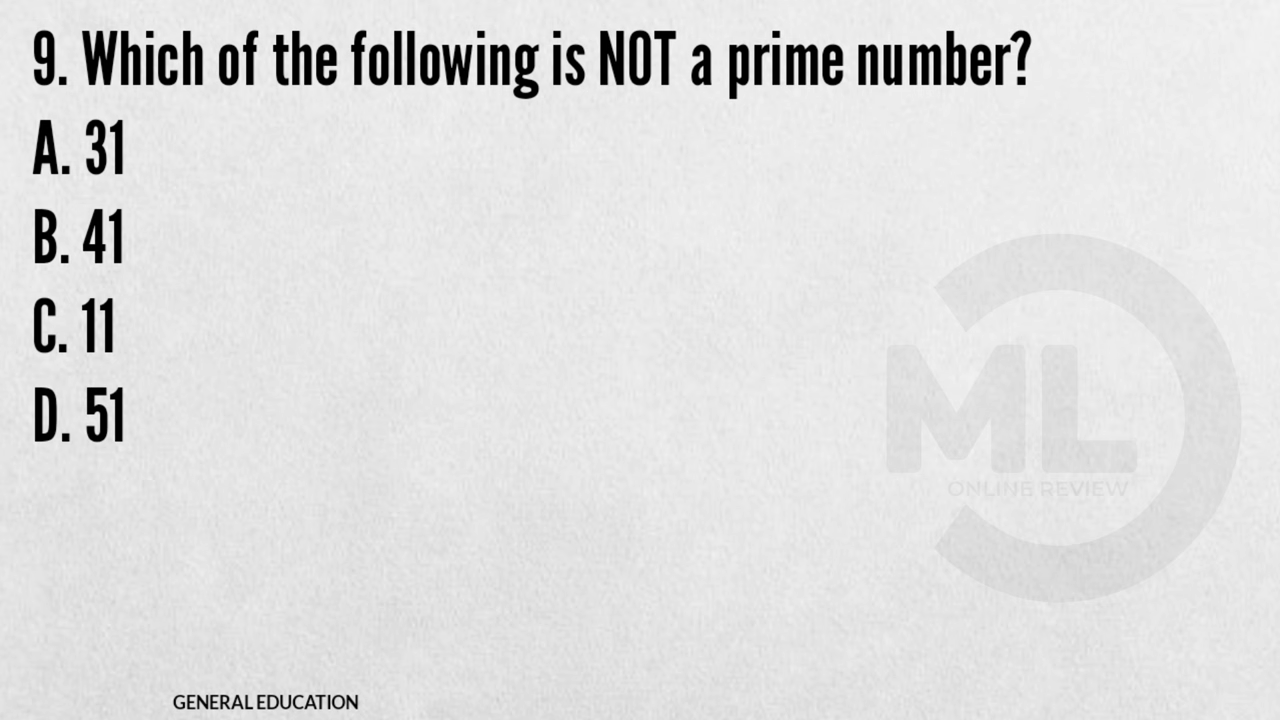 9. Which of the following is NOT a prime number?
A. 31
B. 41
C. 11
D. 51
ML
ONLINE REVIEW
GENERAL EDUCATION